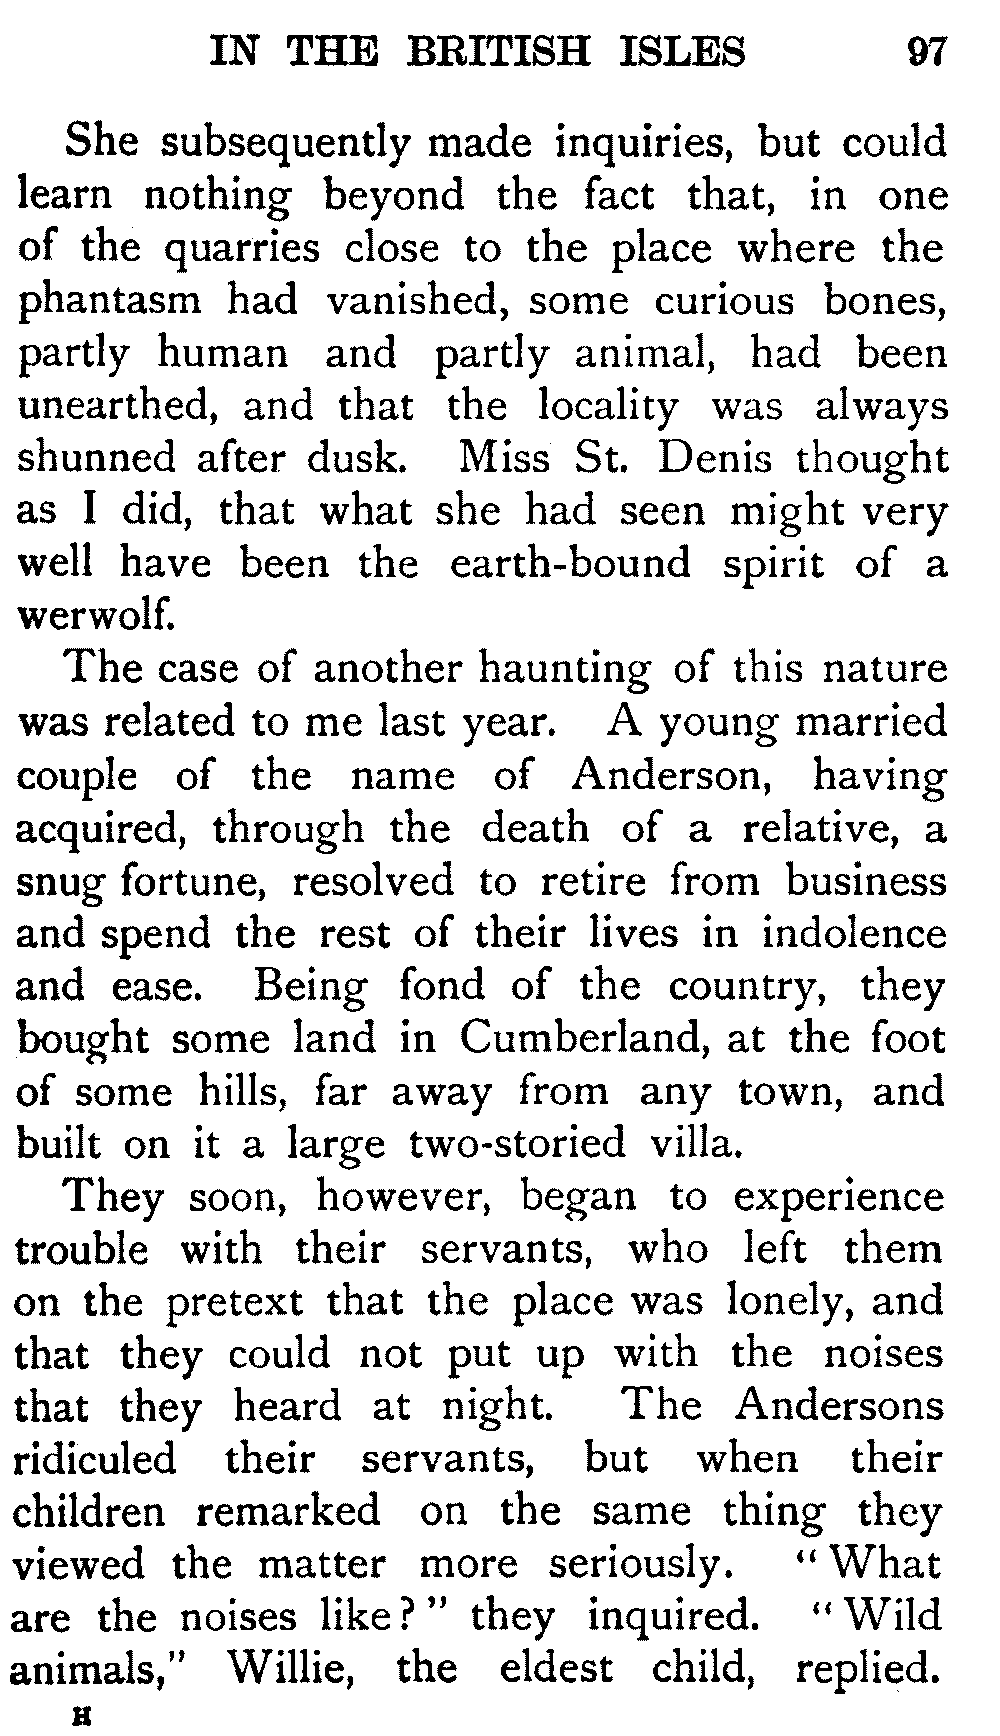 IN THE BRITISH ISLES 97
She subsequently made inquiries, but could
learn nothing beyond the fact that, in one
of the quarries close to the place where the
phantasm had vanished, some curious bones,
partly human and partly animal, had been
unearthed, and that the locality was always
shunned after dusk. Miss St. Denis thought
as I did, that what she had seen might very
well have been the earth-bound spirit of a
werwolf.
The case of another haunting of this nature
was related to me last year. A young married
couple of the name of Anderson, having
acquired, through the death of a relative, a
snug fortune, resolved to retire from business
and spend the rest of their lives in indolence
and ease. Being fond of the country, they
bought some land in Cumberland, at the foot
of some hills, far away from any town, and
built on it a large two-storied villa.
They soon, however, began to experience
trouble with their servants, who left them
on the pretext that the place was lonely, and
that they could not put up with the noises
that they heard at night. The Andersons
ridiculed their servants, but when their
children remarked on the same thing they
viewed the matter more seriously. “What
are the noises like?” they inquired. “Wild
animals,” Willie, the eldest child, replied.
H